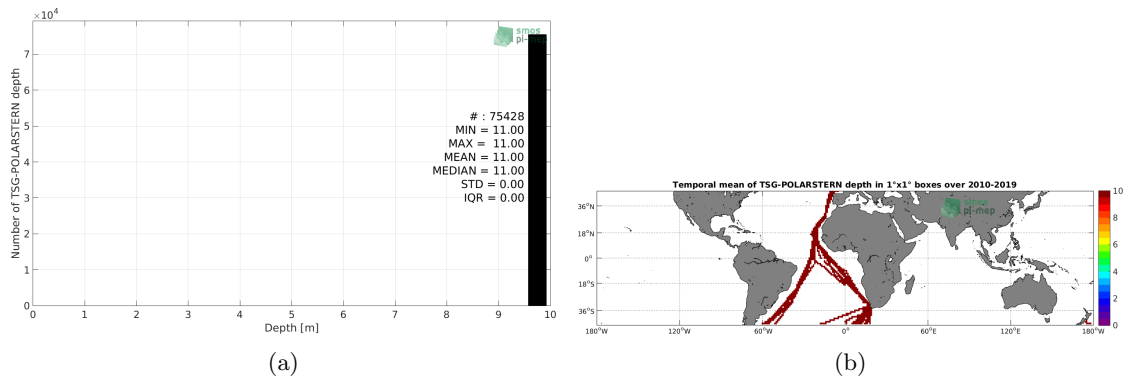 ×10⁴
smos
pi-mep
7
6
5
4
3
2
1
0
Number of TSG-POLARSTERN depth
# : 75428
MIN = 11.00
MAX = 11.00
MEAN = 11.00
MEDIAN = 11.00
STD = 0.00
IQR = 0.00
0 1 2 3 4 5 6 7 8 9 10
Depth [m]
(a)
Temporal mean of TSG-POLARSTERN depth in 1°x1° boxes over 2010-2019
smos
pi-mep
36°N
18°N
0°
18°S
36°S
180°W 120°W 60°W 0° 60°E 120°E 180°W
10
8
6
4
2
0
(b)